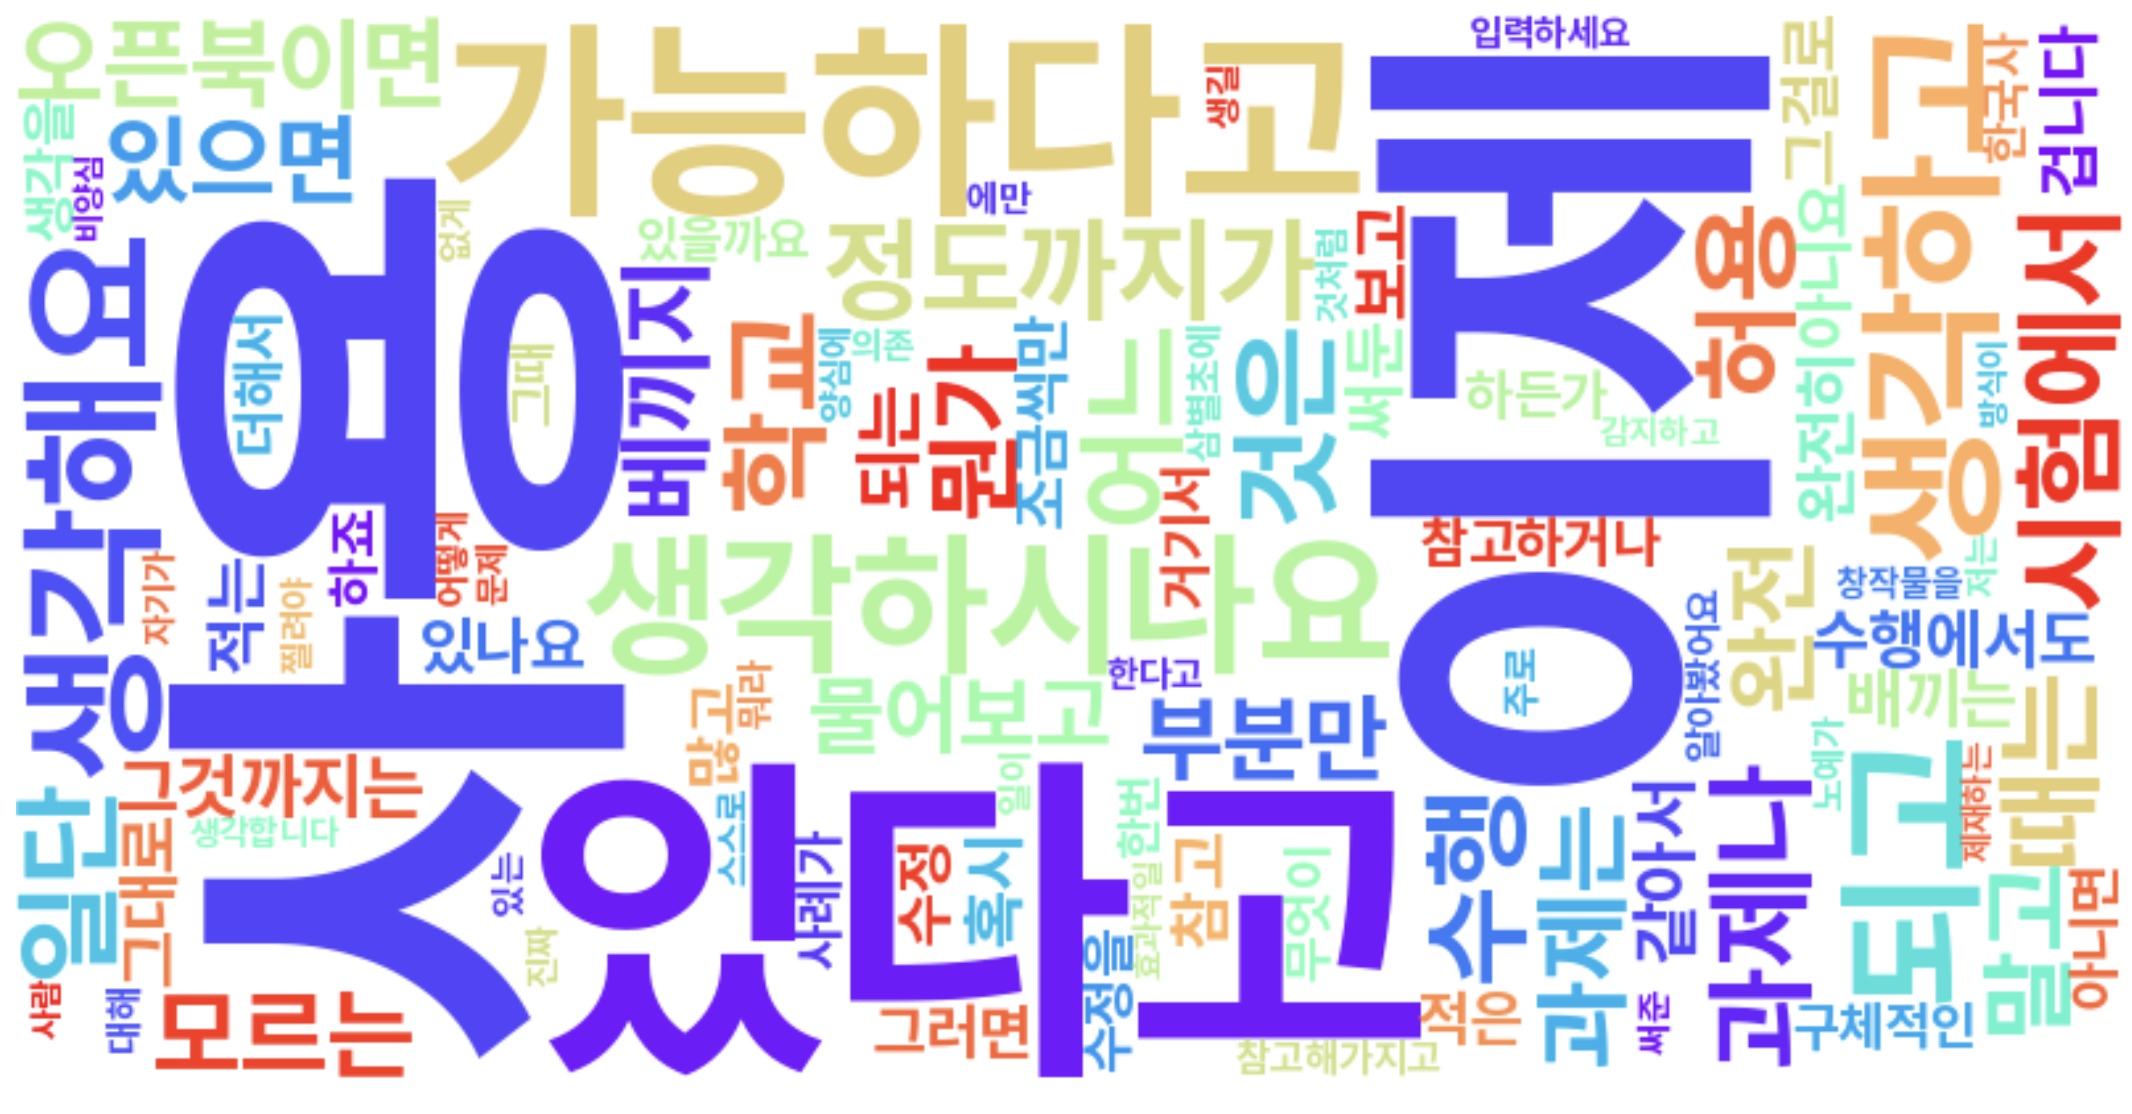 오픈북이면
가능하다고
입력하세요
생길
그걸로
생각하고
한국사
겁니다
생각을
비양심
있으면
에만
없게
있을까요
정도까지가
것처럼
보고
이제
허용
완전히아니요
시험에서
생각해요
사용
더해서
그때
베끼지
학교
양심에
의존
되는
뭔가
조금씩만
어느
삼별초에
것은
써둔
하든가
감지하고
방식이
거기서
참고하거나
자기가
적는
찔려야
하죠
어떻게
문제
있나요
생각하시나요
한다고
알아봤어요
완전
창작물을
저는
수행에서도
주로
많고
뭐라
물어보고
부분만
배끼는
노예가
되고
제재하는
때는
일단
그것까지는
생각합니다
그대로
있는
진짜
있다고
스스로
사례가
수정
혹시
일이
한번
효과적일
참고
무엇이
수행
과제는
같아서
과제나
말고
아니면
사람
대해
모르는
그러면
수정을
참고해가지고
적은
써준
구체적인